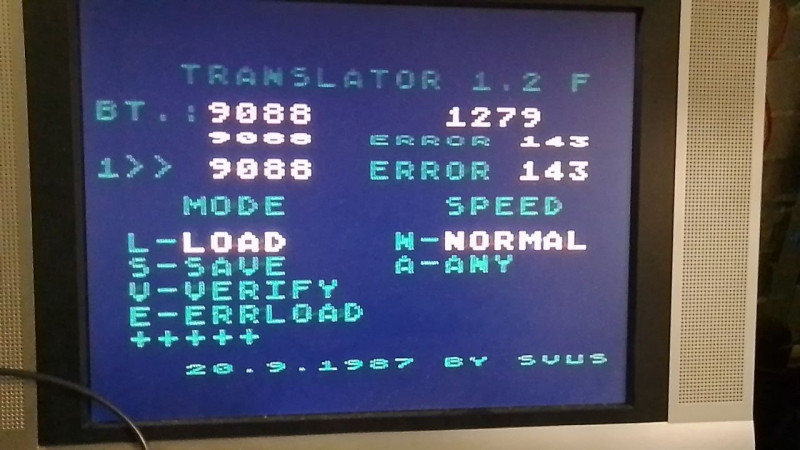 TRANSLATOR 1.2 F
BT.:9088 1279
9088 ERROR 143
1>> 9088 ERROR 143
MODE SPEED
L-LOAD N-NORMAL
S-SAVE A-ANY
V-VERIFY
E-ERRLOAD
+++++
20.9.1987 BY SVUS